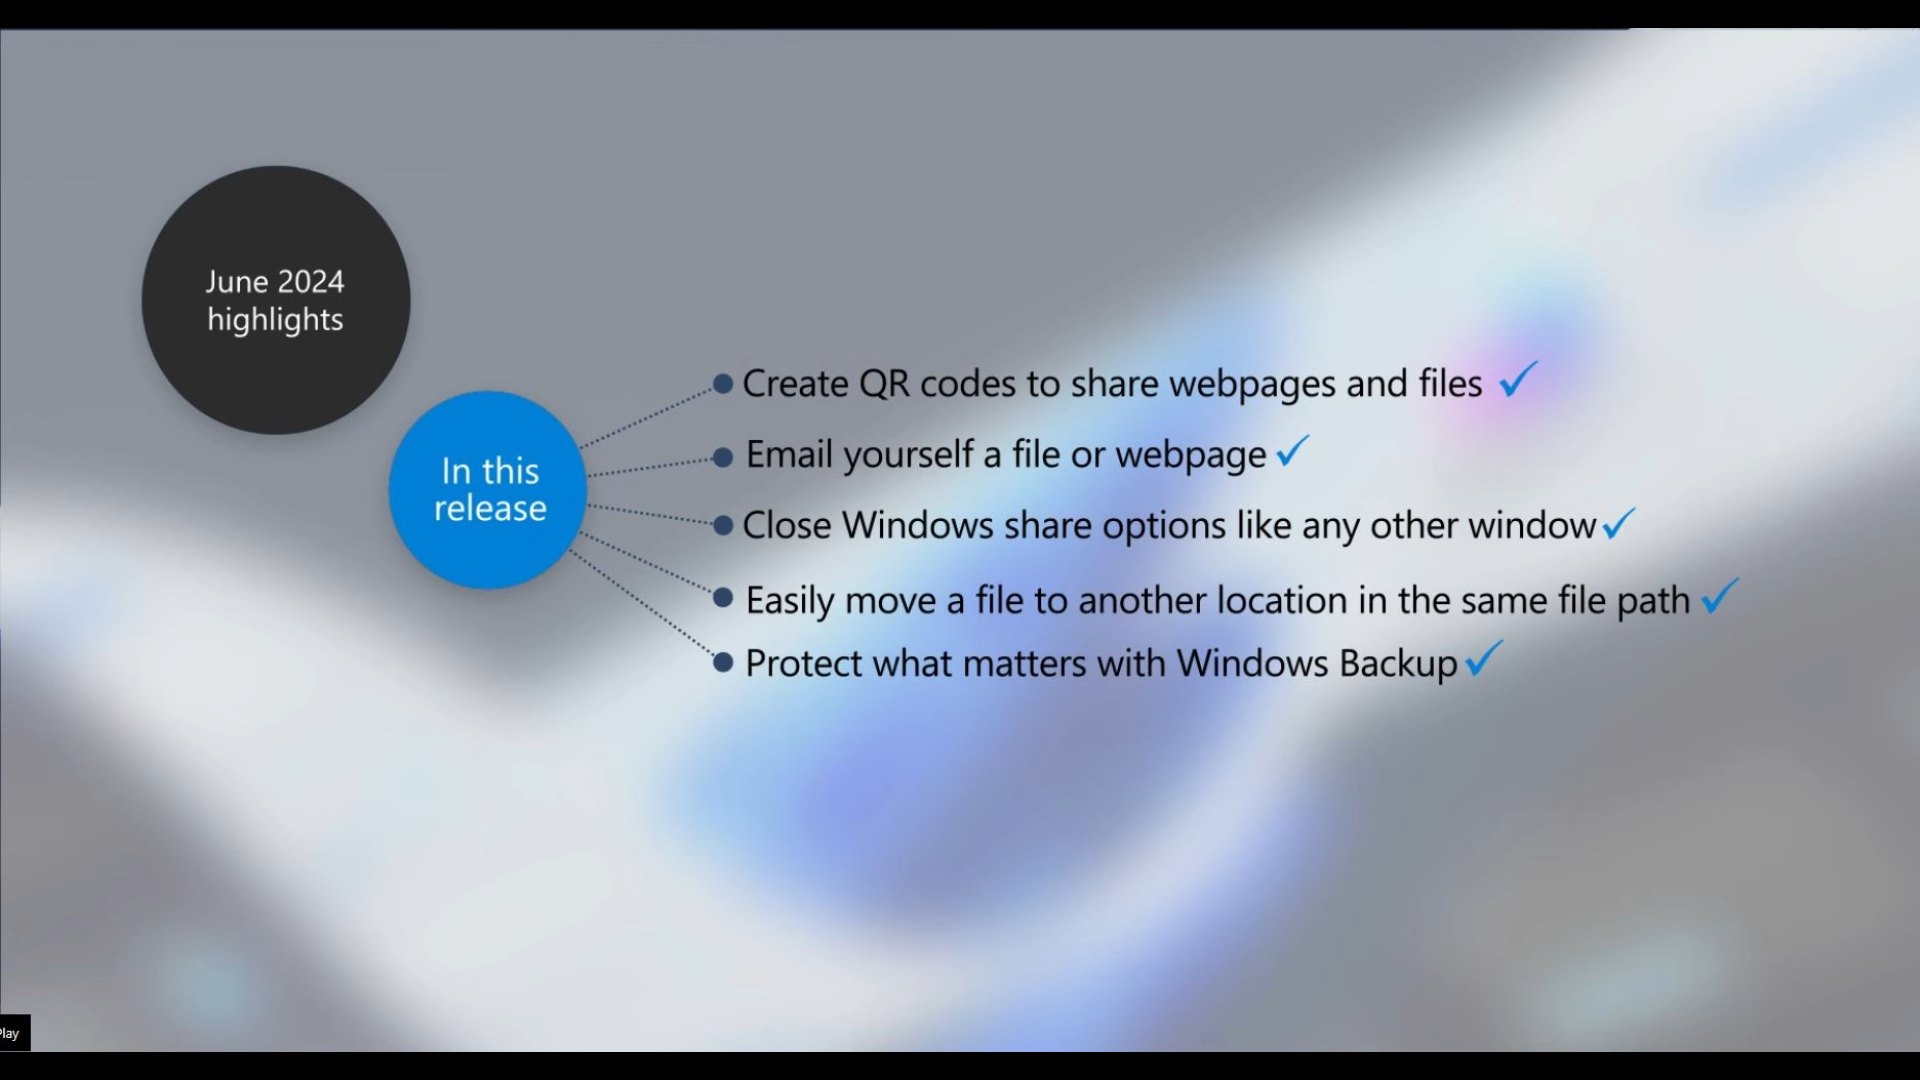 June 2024
highlights
In this
release
Create QR codes to share webpages and files
Email yourself a file or webpage
Close Windows share options like any other window
Easily move a file to another location in the same file path
Protect what matters with Windows Backup
Play